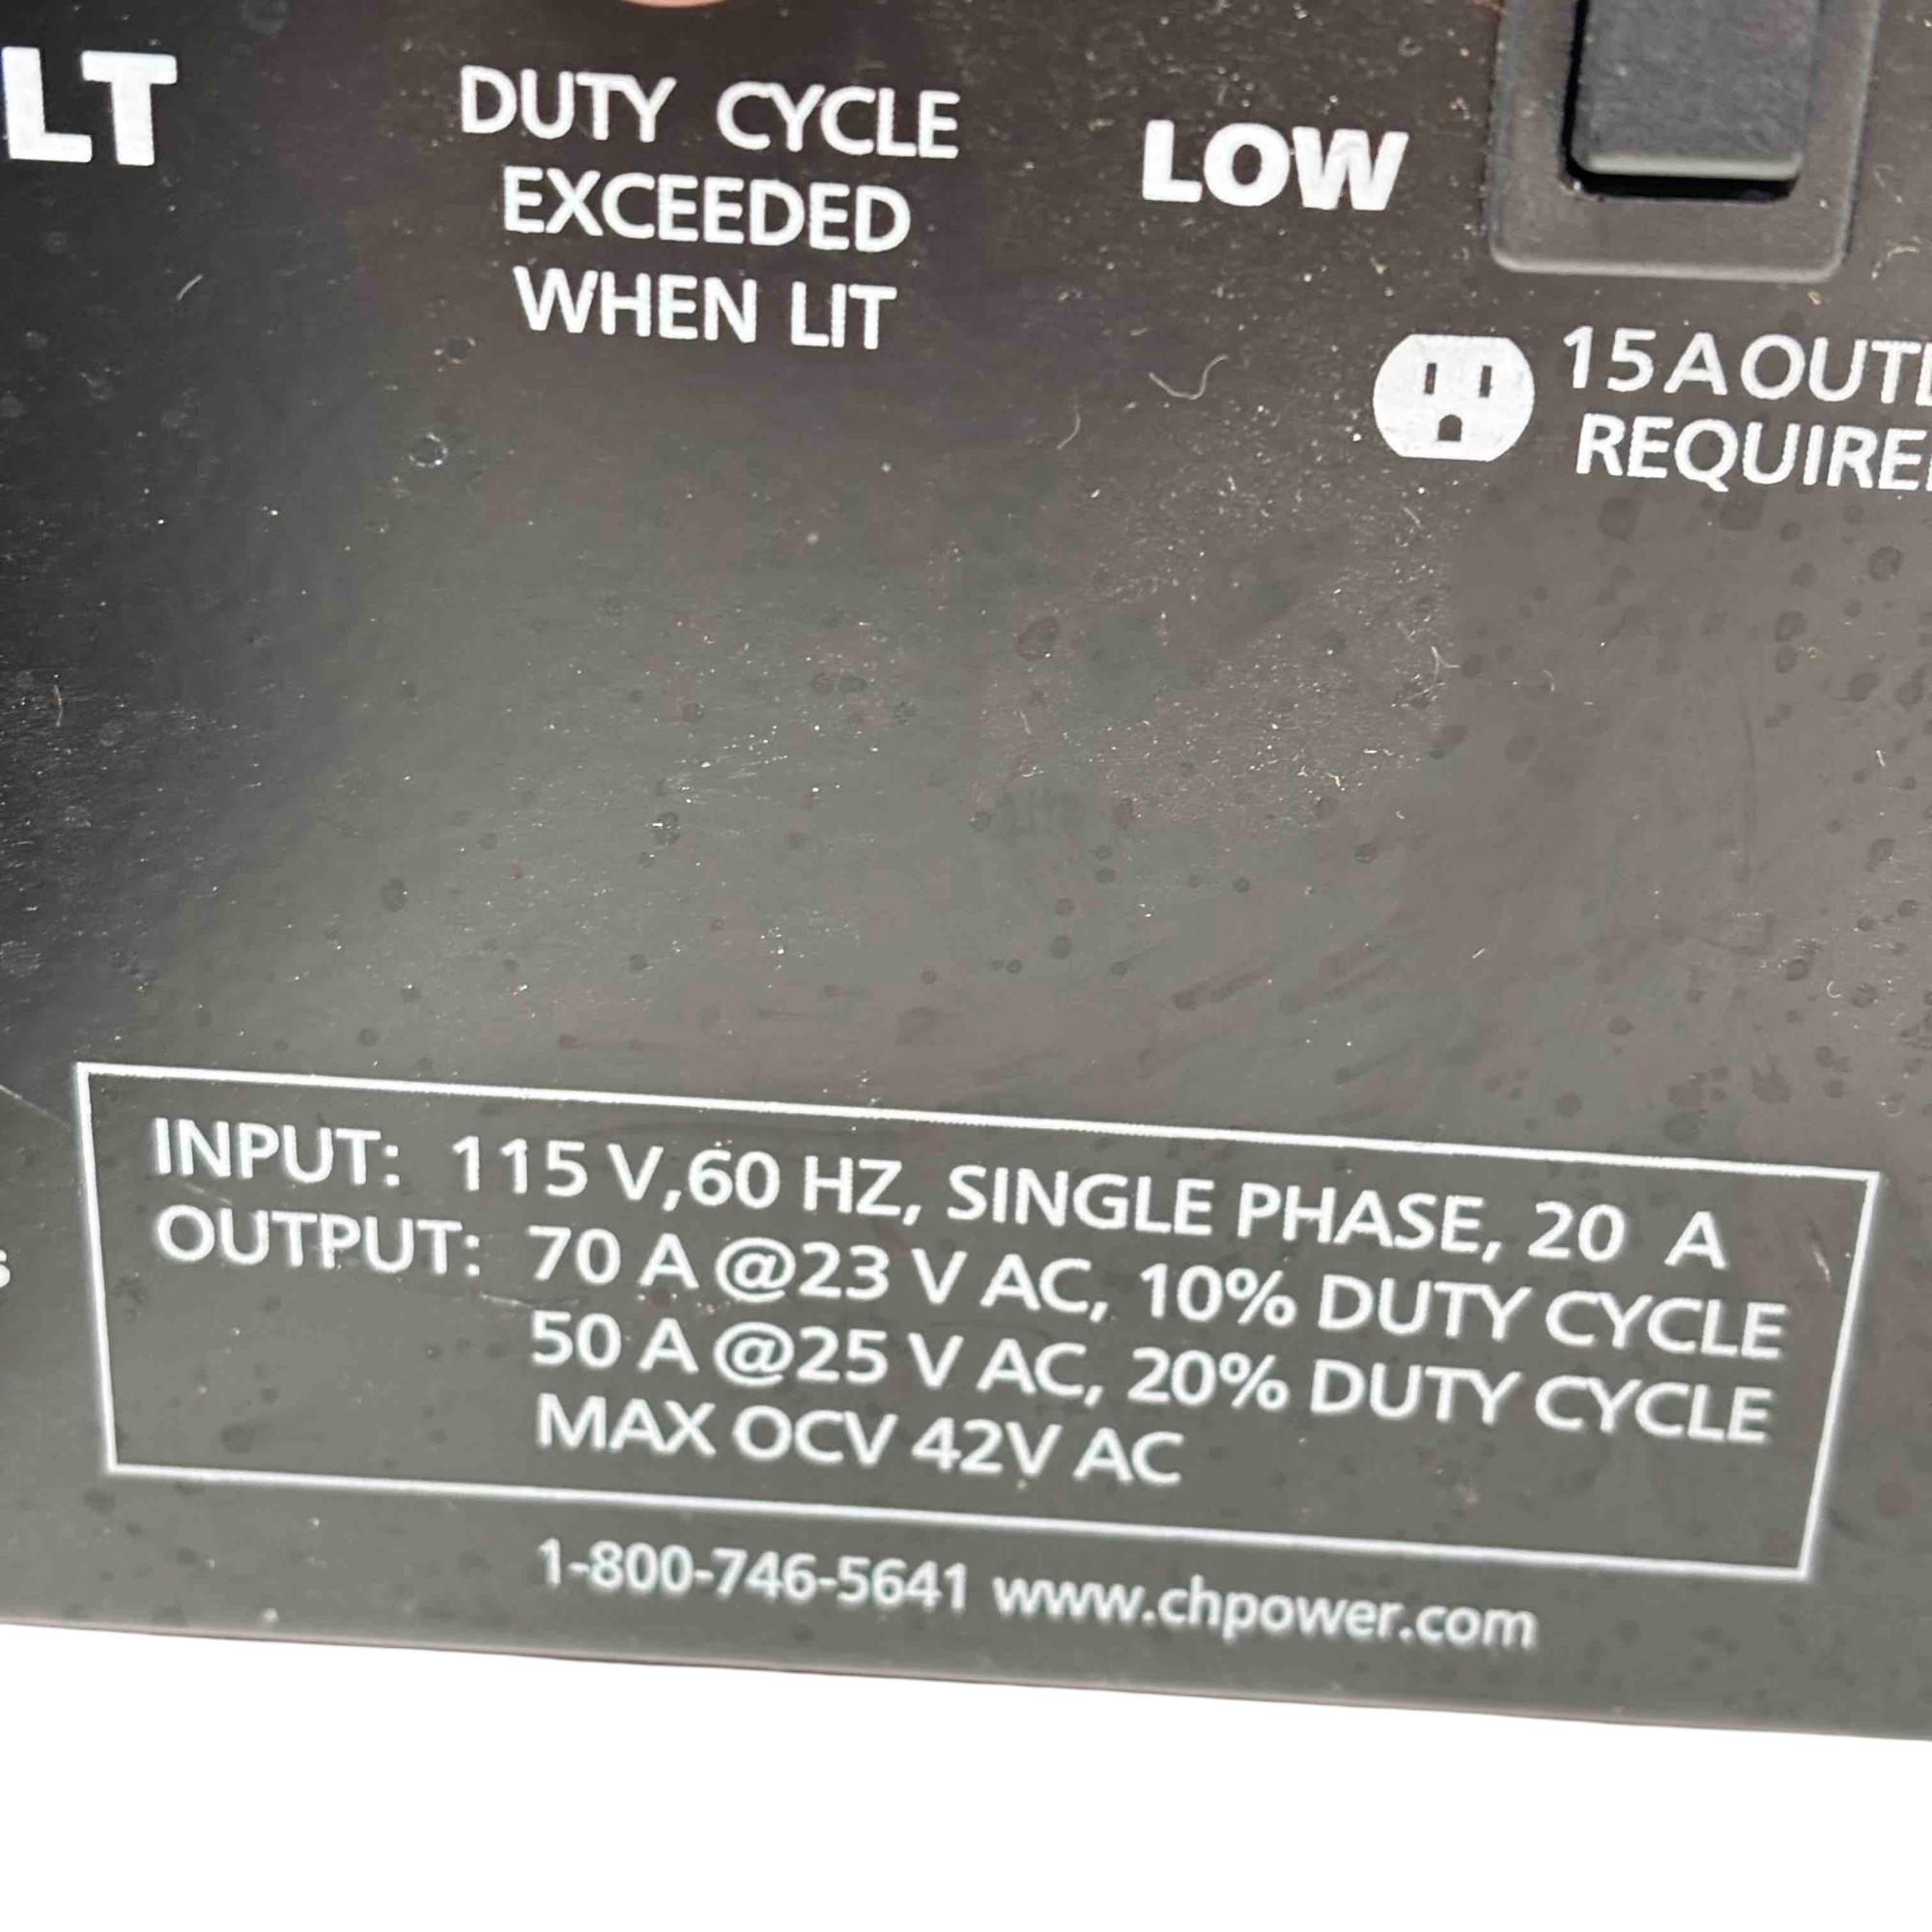 LT
DUTY CYCLE
EXCEEDED
WHEN LIT
LOW
15 A
REQUIRE
INPUT: 115 V,60 HZ, SINGLE PHASE, 20 A
OUTPUT: 70 A @23 V AC, 10% DUTY CYCLE
50 A @25 V AC, 20% DUTY CYCLE
MAX OCV 42V AC
1-800-746-5641 www.chpower.com